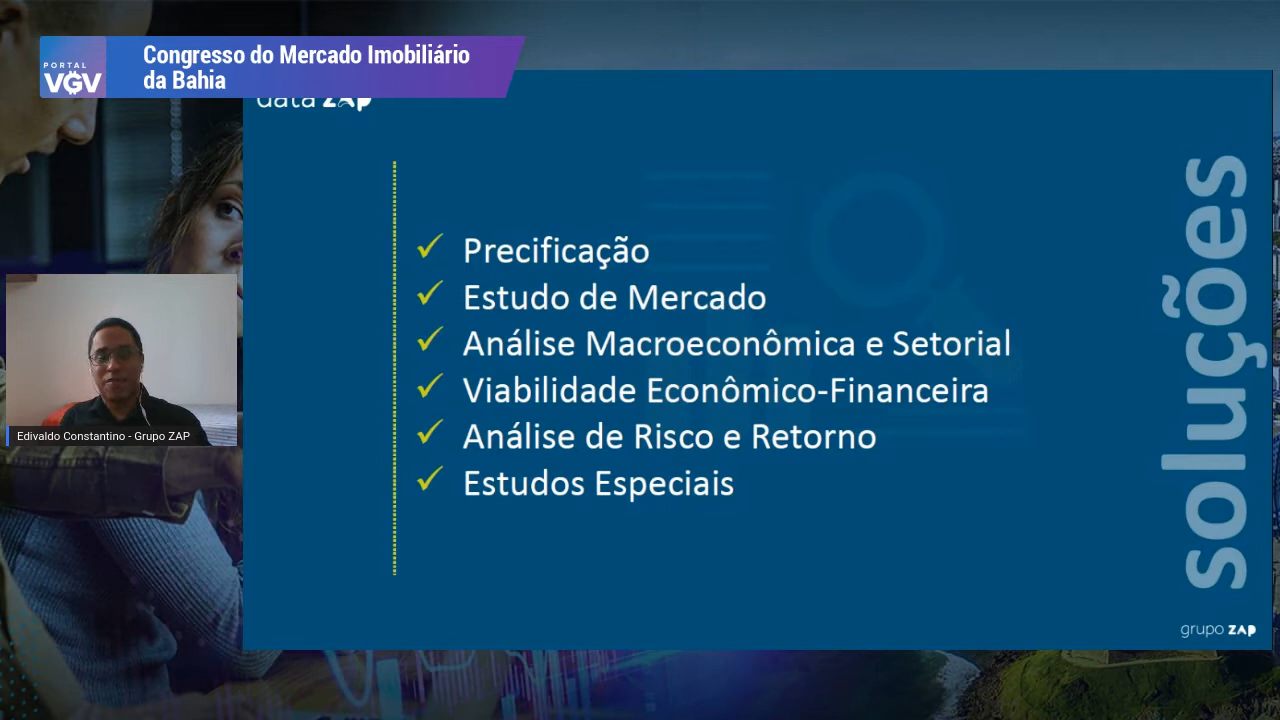 PORTAL
VGV
Congresso do Mercado Imobiliário
da Bahia
data ZAP
Precificação
Estudo de Mercado
Análise Macroeconômica e Setorial
Viabilidade Econômico-Financeira
Análise de Risco e Retorno
Estudos Especiais
soluções
Edivaldo Constantino - Grupo ZAP
grupo ZAP